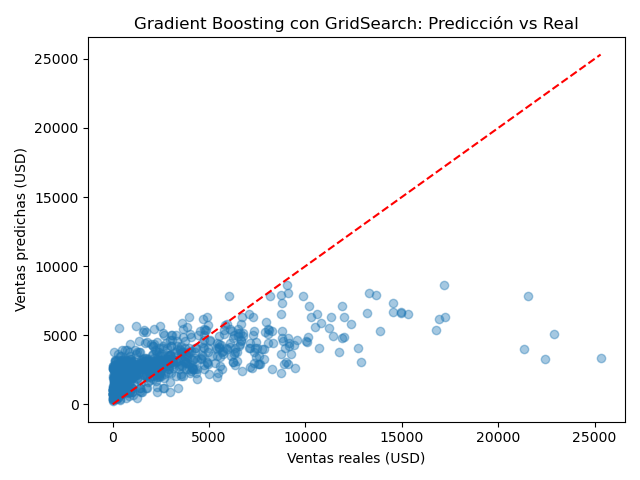 Gradient Boosting con GridSearch: Predicción vs Real
25000
20000
15000
10000
5000
0
Ventas predichas (USD)
0 5000 10000 15000 20000 25000
Ventas reales (USD)